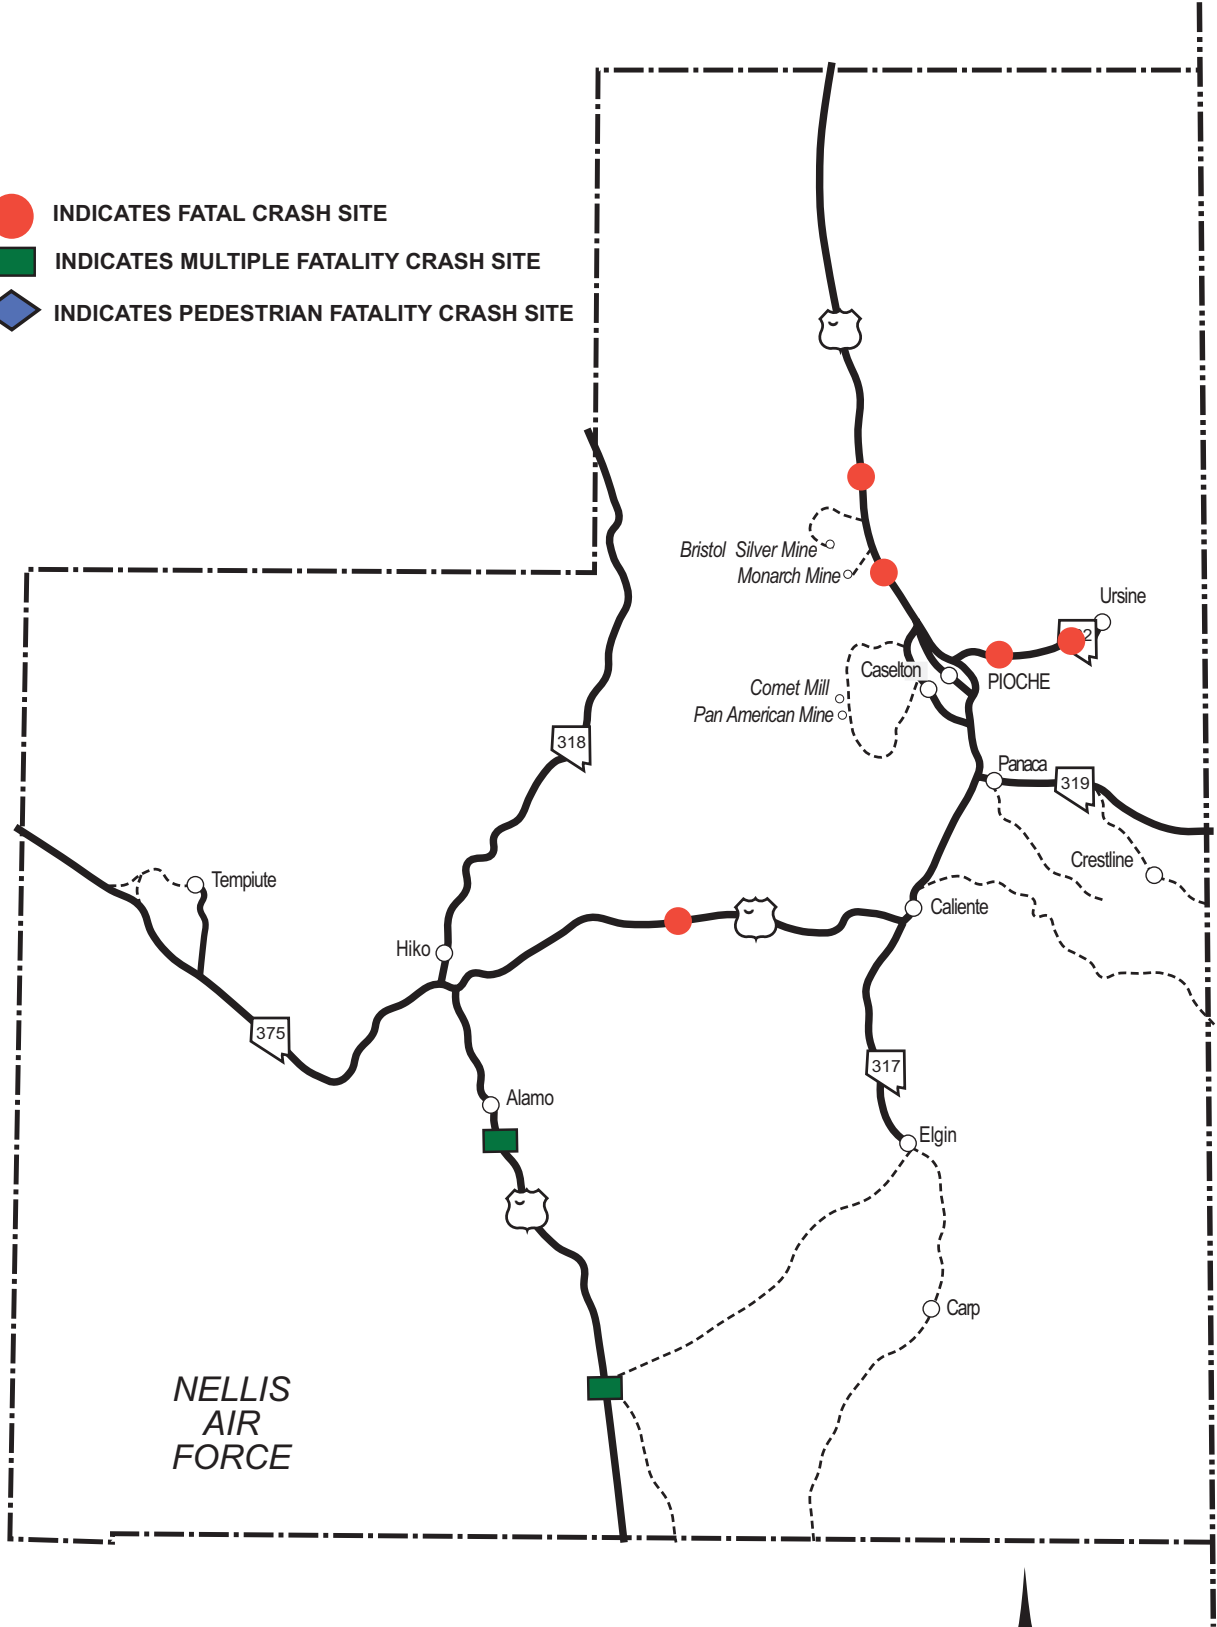 INDICATES FATAL CRASH SITE
INDICATES MULTIPLE FATALITY CRASH SITE
INDICATES PEDESTRIAN FATALITY CRASH SITE
Bristol Silver Mine
Monarch Mine
Ursine
Caselton
PIOCHE
Comet Mill
Pan American Mine
318
Panaca
319
Crestline
Tempiute
Caliente
Hiko
375
317
Alamo
Elgin
Carp
NELLIS
AIR
FORCE